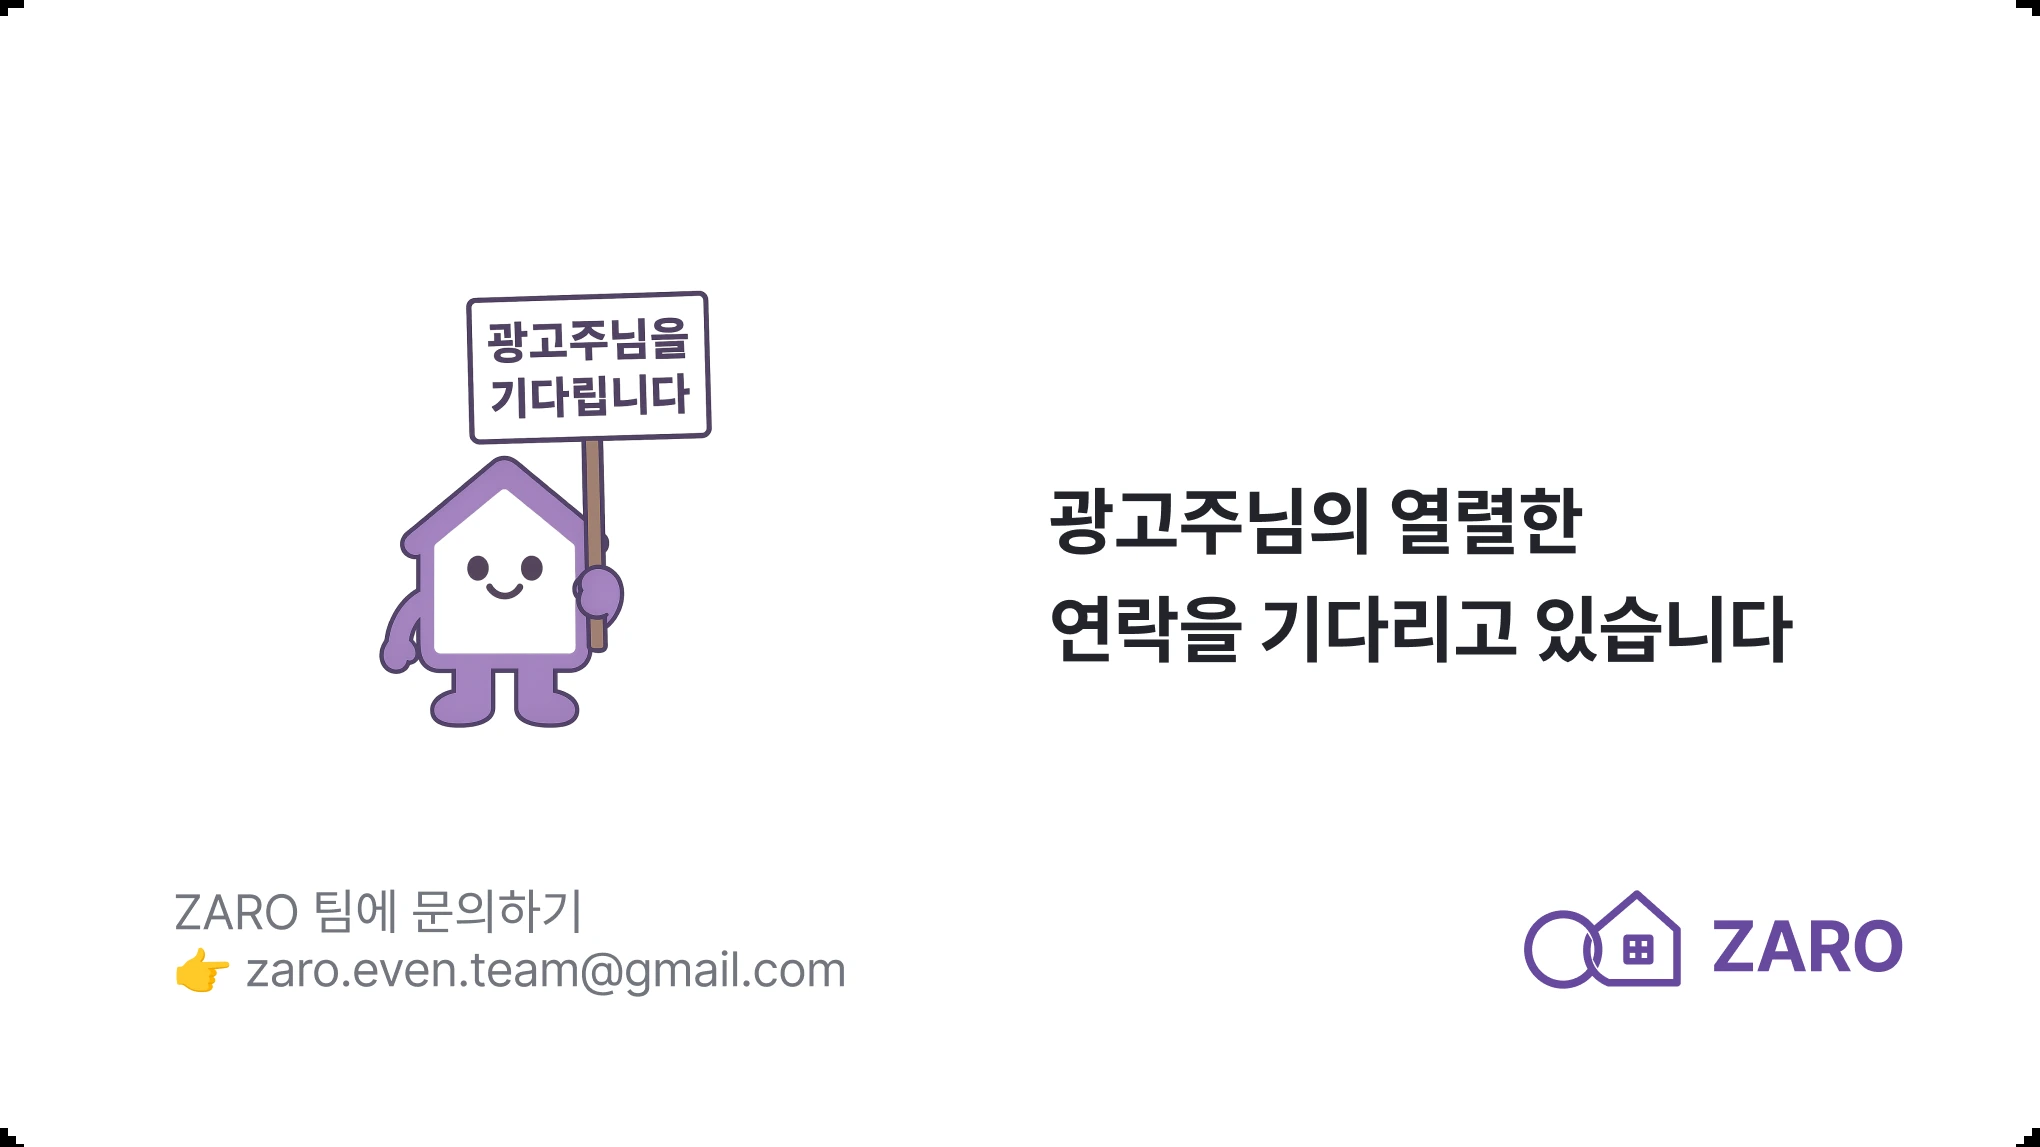 광고주님을
기다립니다
광고주님의 열렬한
연락을 기다리고 있습니다
ZARO 팀에 문의하기
👉 zaro.even.team@gmail.com
ZARO